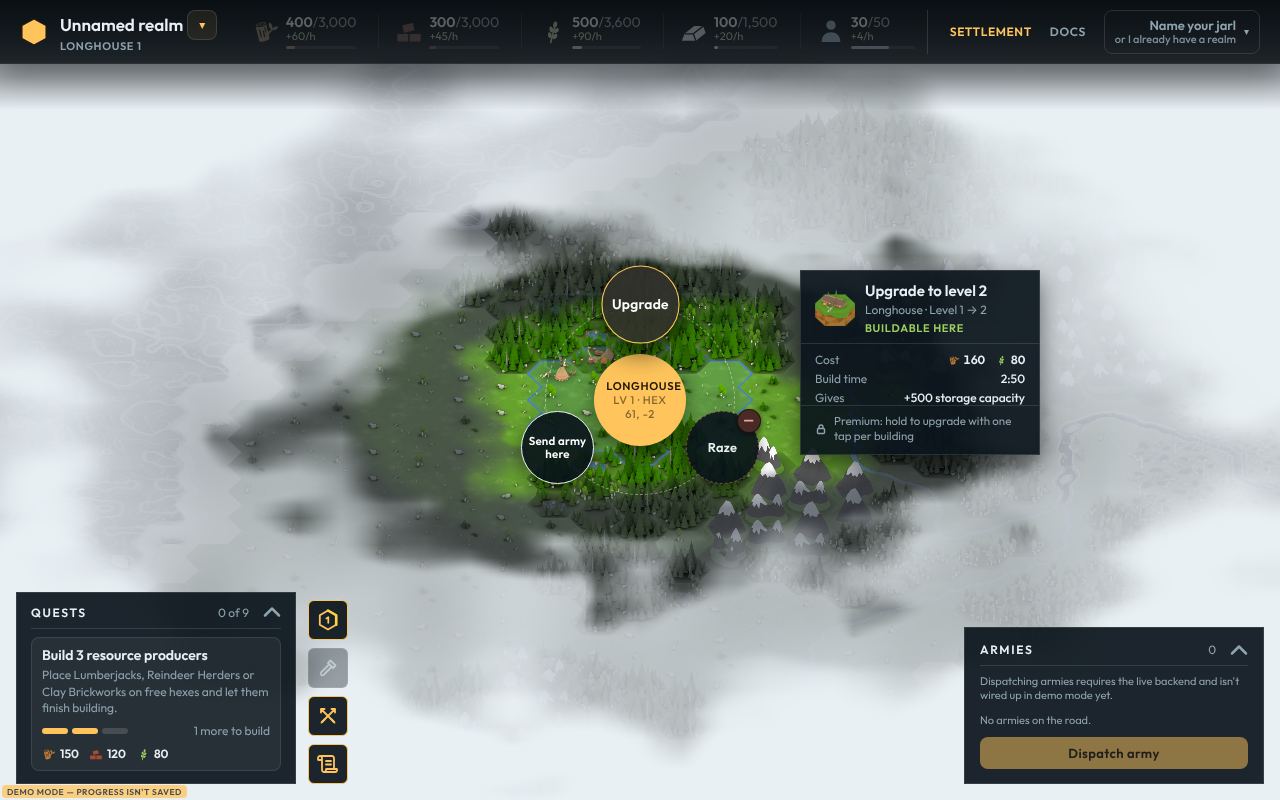 Unnamed realm
LONGHOUSE 1
400/3,000
+60/h
300/3,000
+45/h
500/3,600
+90/h
100/1,500
+20/h
30/50
+4/h
SETTLEMENT
DOCS
Name your jarl
or I already have a realm
Upgrade
LONGHOUSE
LV 1 · HEX
61, -2
Send army
here
Raze
Upgrade to level 2
Longhouse · Level 1 → 2
BUILDABLE HERE
Cost 160 80
Build time 2:50
Gives +500 storage capacity
Premium: hold to upgrade with one
tap per building
QUESTS 0 of 9
Build 3 resource producers
Place Lumberjacks, Reindeer Herders or
Clay Brickworks on free hexes and let them
finish building.
1 more to build
150 120 80
1
ARMIES 0
Dispatching armies requires the live backend and isn't
wired up in demo mode yet.
No armies on the road.
Dispatch army
DEMO MODE — PROGRESS ISN'T SAVED